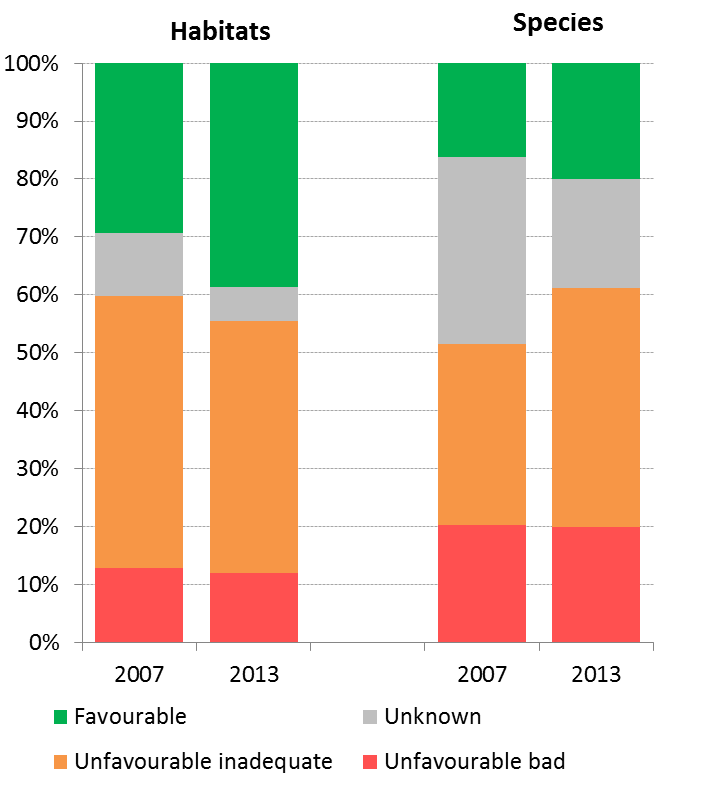 Habitats
Species
100%
90%
80%
70%
60%
50%
40%
30%
20%
10%
0%
2007 2013 2007 2013
Favourable Unknown
Unfavourable inadequate Unfavourable bad